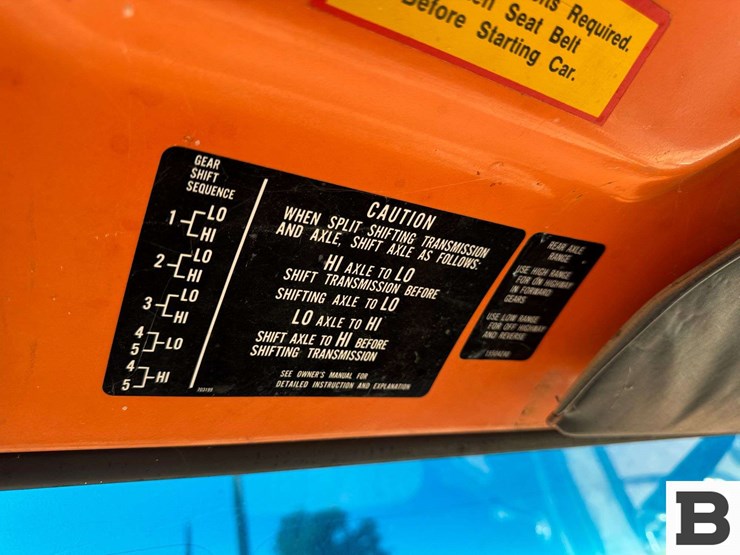 ons Required.
en Seat Belt
Before Starting Car.
GEAR
SHIFT
SEQUENCE
1 LO
HI
2 LO
HI
3 LO
HI
4
5 LO
4
5 HI
CAUTION
WHEN SPLIT SHIFTING TRANSMISSION
AND AXLE, SHIFT AXLE AS FOLLOWS:
HI AXLE TO LO
SHIFT TRANSMISSION BEFORE
SHIFTING AXLE TO LO
LO AXLE TO HI
SHIFT AXLE TO HI BEFORE
SHIFTING TRANSMISSION
SEE OWNER'S MANUAL FOR
DETAILED INSTRUCTION AND EXPLANATION
REAR AXLE
RANGE
USE HIGH RANGE
FOR ON HIGHWAY
IN FORWARD
GEARS
USE LOW RANGE
FOR OFF HIGHWAY
AND REVERSE
B